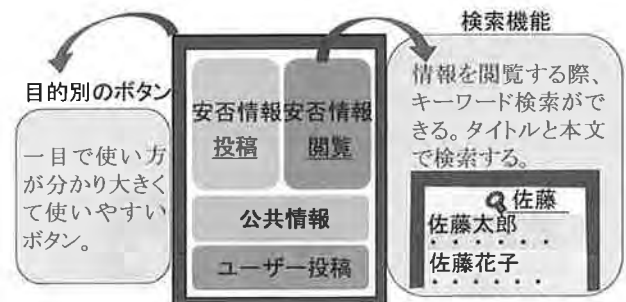 検索機能
目的別のボタン
一目で使い方
が分かり大きく
て使いやすい
ボタン。
安否情報
投稿
安否情報
閲覧
公共情報
ユーザー投稿
情報を閲覧する際、
キーワード検索がで
きる。タイトルと本文
で検索する。
佐藤
佐藤太郎
・・・・・・
佐藤花子
・・・・・・